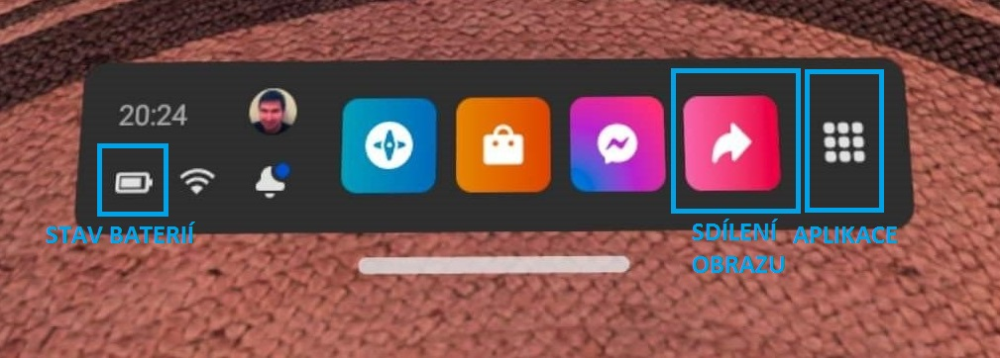 20:24
STAV BATERIÍ
SDÍLENÍ
OBRAZU
APLIKACE